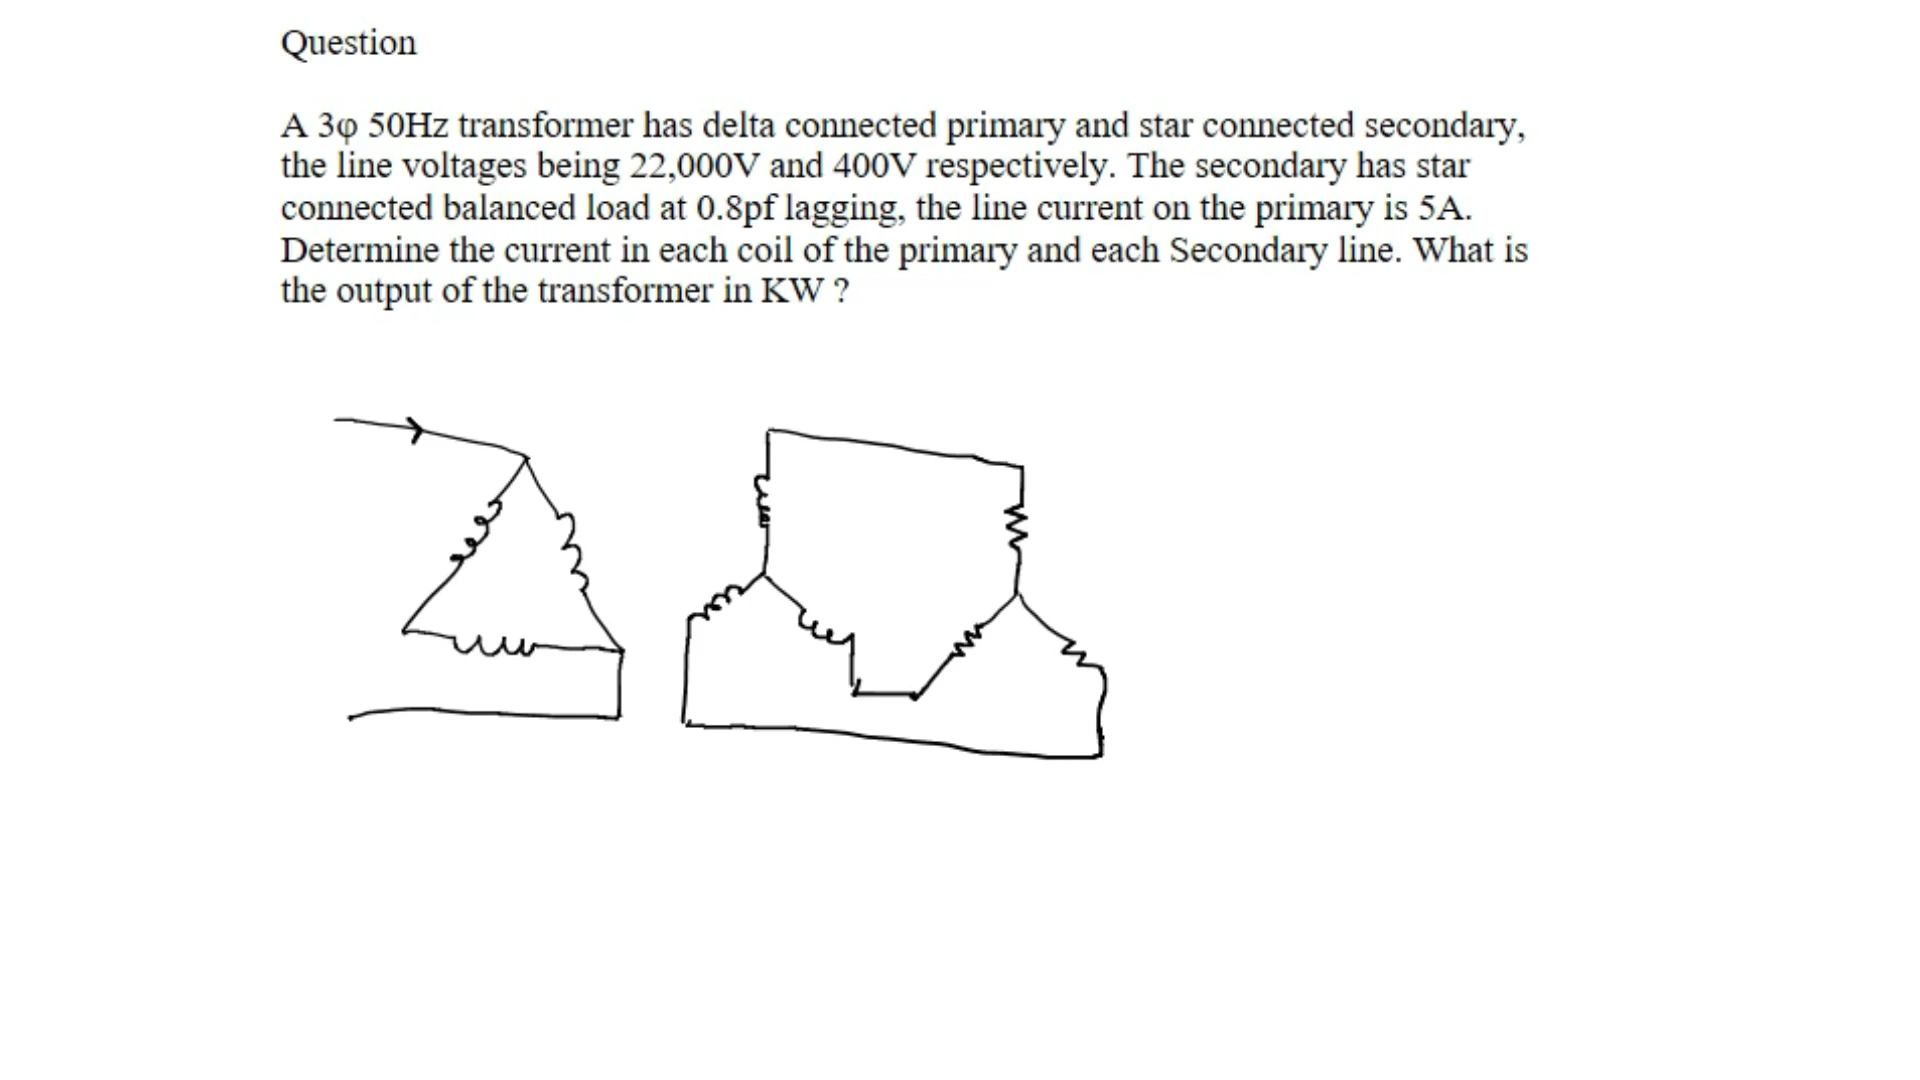 Question
A 3φ 50Hz transformer has delta connected primary and star connected secondary,
the line voltages being 22,000V and 400V respectively. The secondary has star
connected balanced load at 0.8pf lagging, the line current on the primary is 5A.
Determine the current in each coil of the primary and each Secondary line. What is
the output of the transformer in KW ?